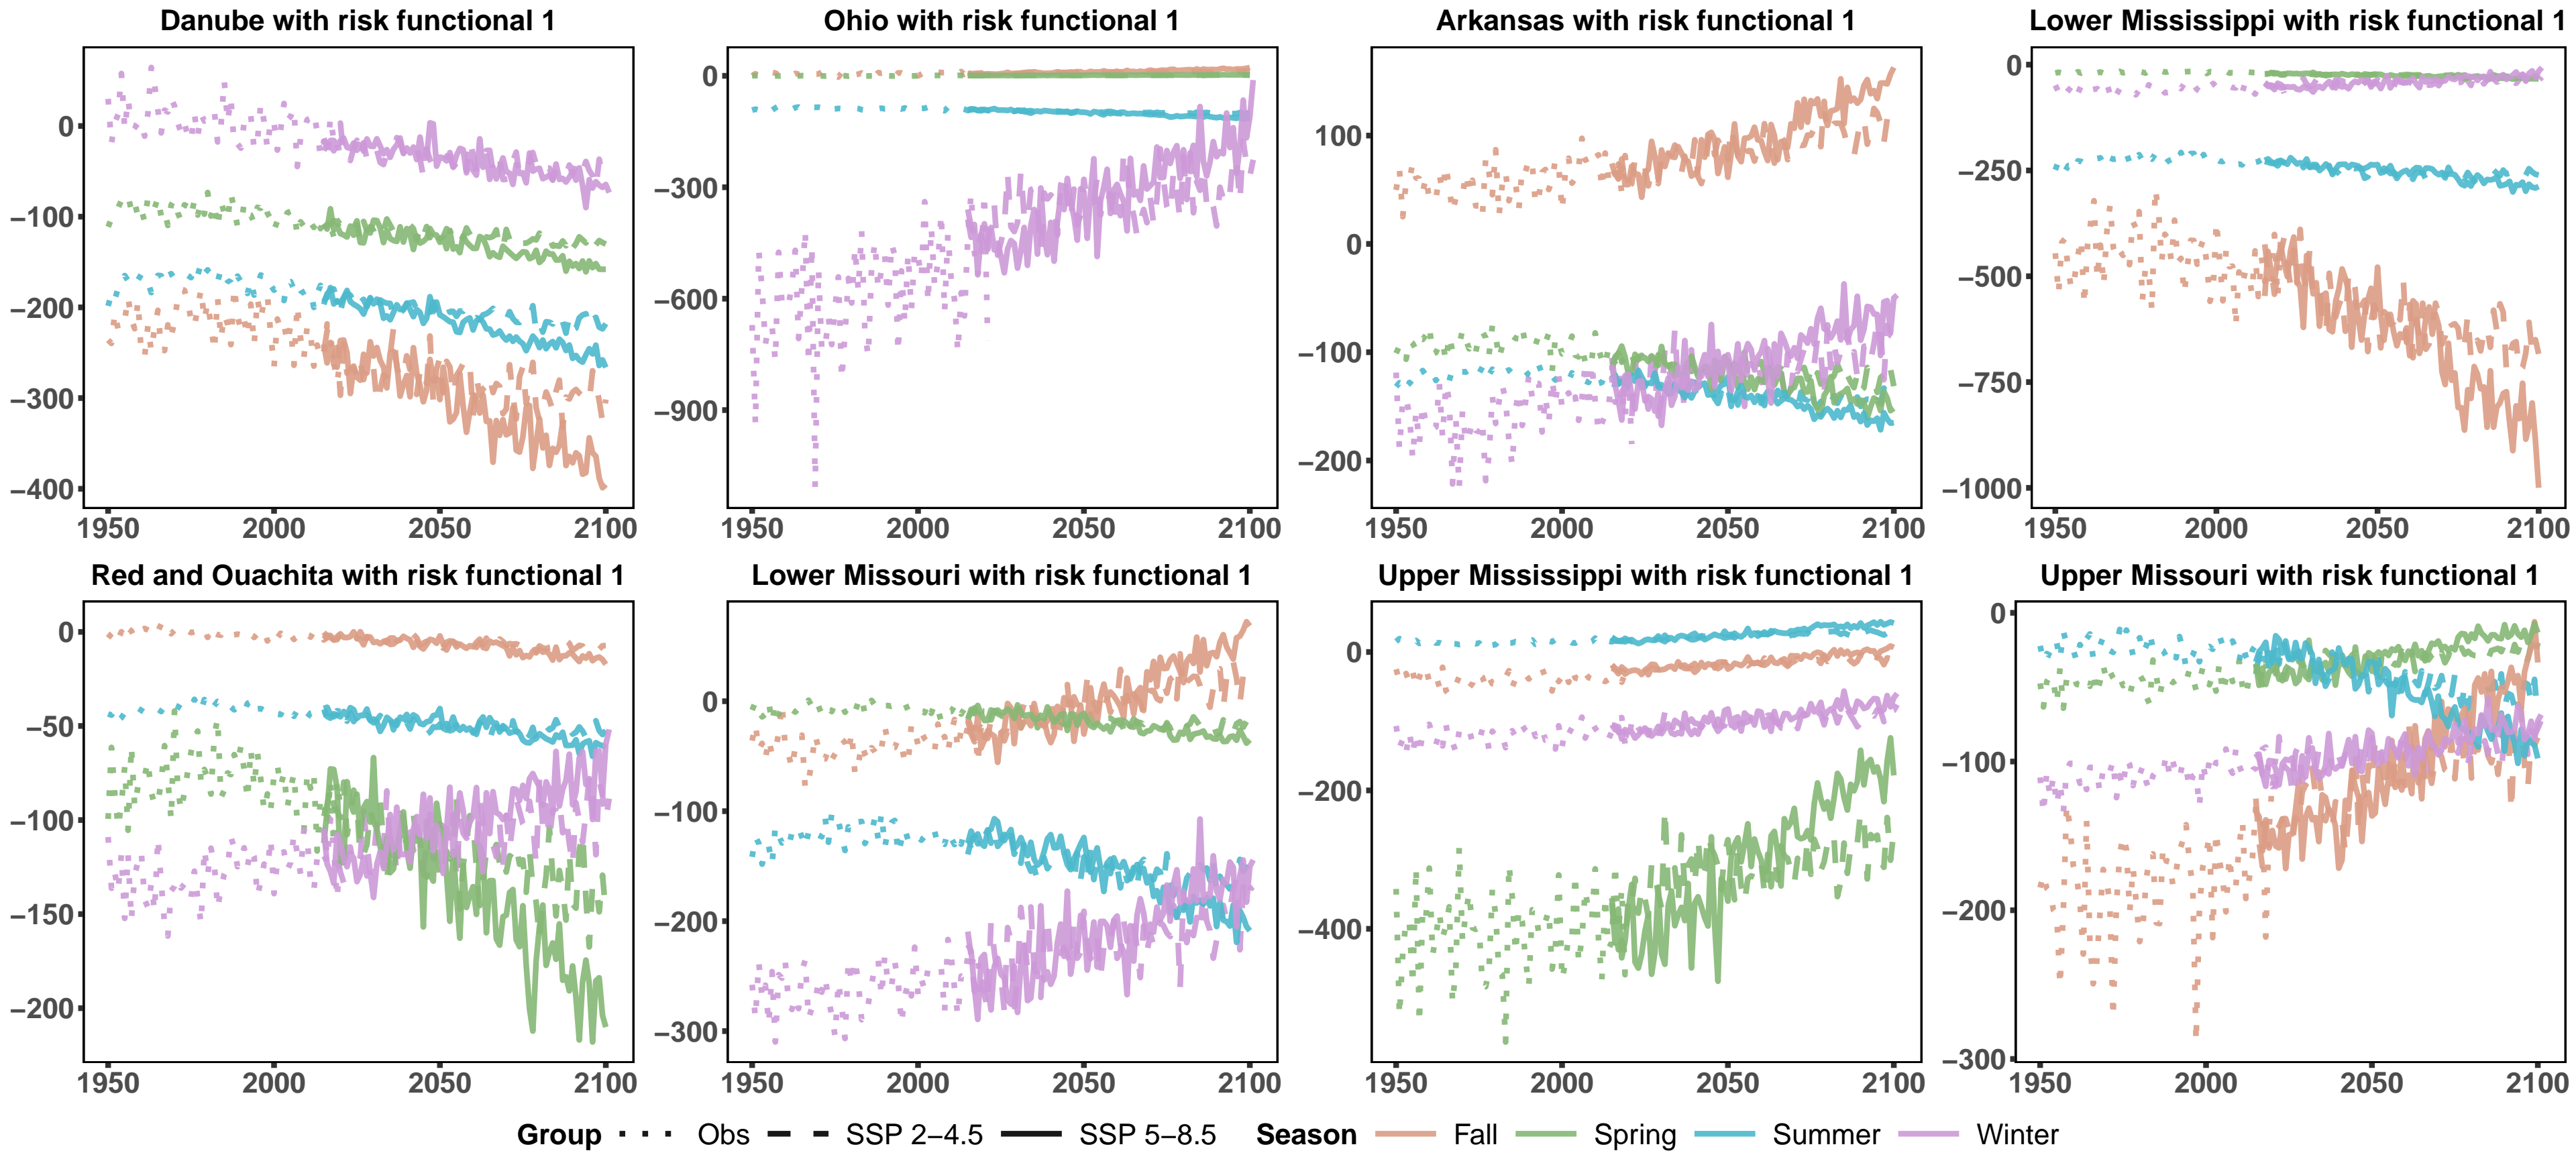 Danube with risk functional 1
Ohio with risk functional 1
Arkansas with risk functional 1
Lower Mississippi with risk functional 1
0
−100
−200
−300
−400
1950 2000 2050 2100
0
−300
−600
−900
1950 2000 2050 2100
100
0
−100
−200
1950 2000 2050 2100
0
−250
−500
−750
−1000
1950 2000 2050 2100
Red and Ouachita with risk functional 1
Lower Missouri with risk functional 1
Upper Mississippi with risk functional 1
Upper Missouri with risk functional 1
0
−50
−100
−150
−200
1950 2000 2050 2100
0
−100
−200
−300
1950 2000 2050 2100
0
−200
−400
1950 2000 2050 2100
0
−100
−200
−300
1950 2000 2050 2100
Group Obs SSP 2−4.5 SSP 5−8.5 Season Fall Spring Summer Winter